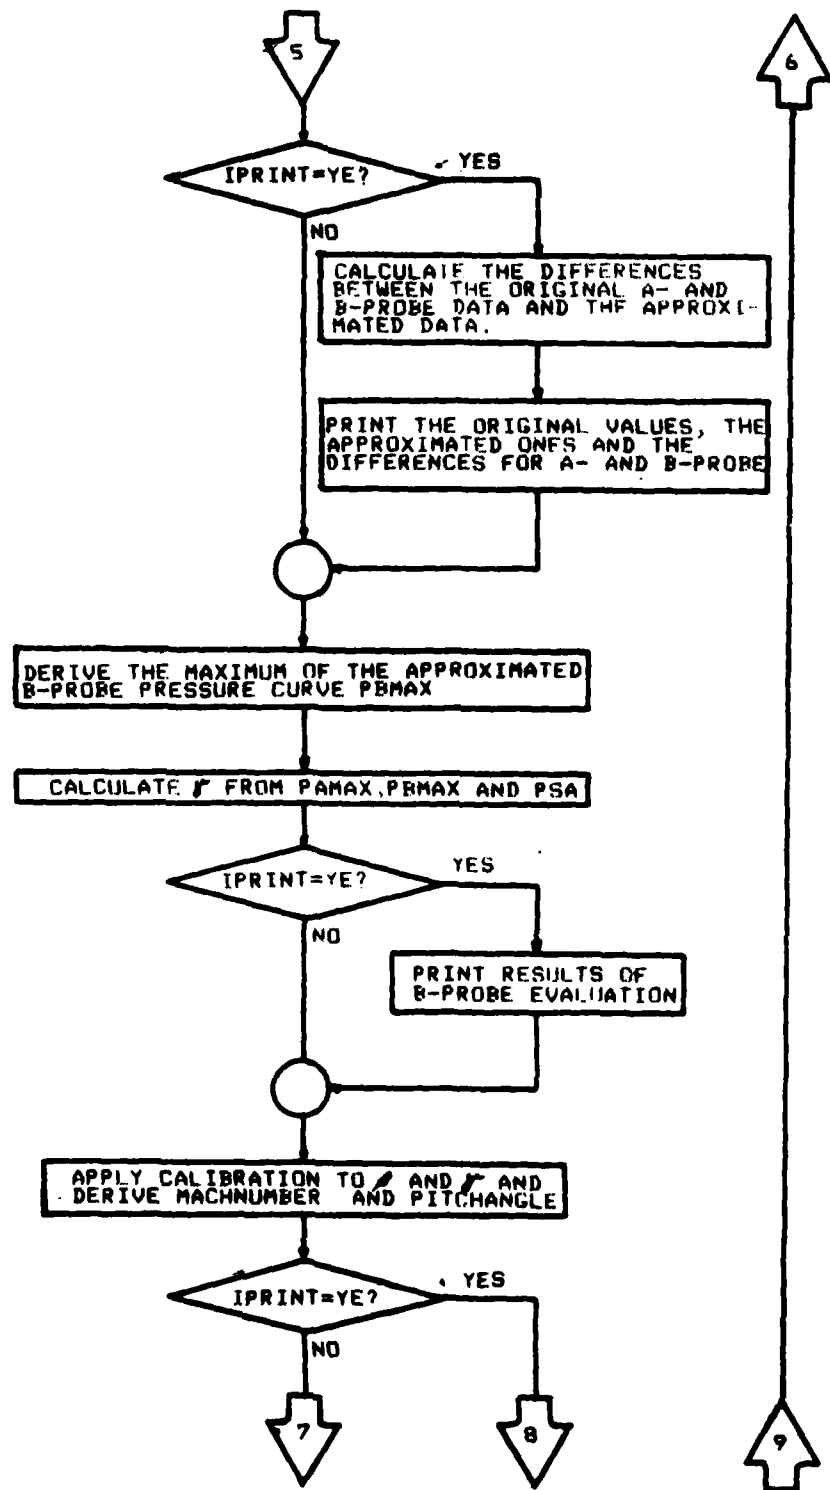 5
6
IPRINT=YE?
YES
NO
CALCULATE THE DIFFERENCES
BETWEEN THE ORIGINAL A- AND
B-PROBE DATA AND THE APPROXI-
MATED DATA.
PRINT THE ORIGINAL VALUES, THE
APPROXIMATED ONES AND THE
DIFFERENCES FOR A- AND B-PROBE
DERIVE THE MAXIMUM OF THE APPROXIMATED
B-PROBE PRESSURE CURVE PBMAX
CALCULATE γ FROM PAMAX,PBMAX AND PSA
IPRINT=YE?
YES
NO
PRINT RESULTS OF
B-PROBE EVALUATION
APPLY CALIBRATION TO AND γ AND
DERIVE MACHNUMBER AND PITCHANGLE
IPRINT=YE?
YES
NO
7
8
9